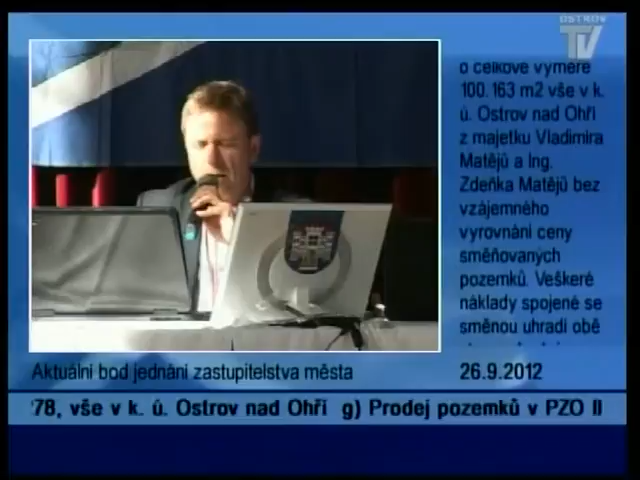 OSTROV
TV
o celkové výměře
100. 163 m2 vše v k.
ú. Ostrov nad Ohří
z majetku Vladimíra
Matějů a Ing.
Zdeňka Matějů bez
vzájemného
vyrovnání ceny
směňovaných
pozemků. Veškeré
náklady spojené se
směnou uhradí obě
Aktuální bod jednání zastupitelstva města
26.9.2012
'78, vše v k. ú. Ostrov nad Ohří g) Prodej pozemků v PZO II